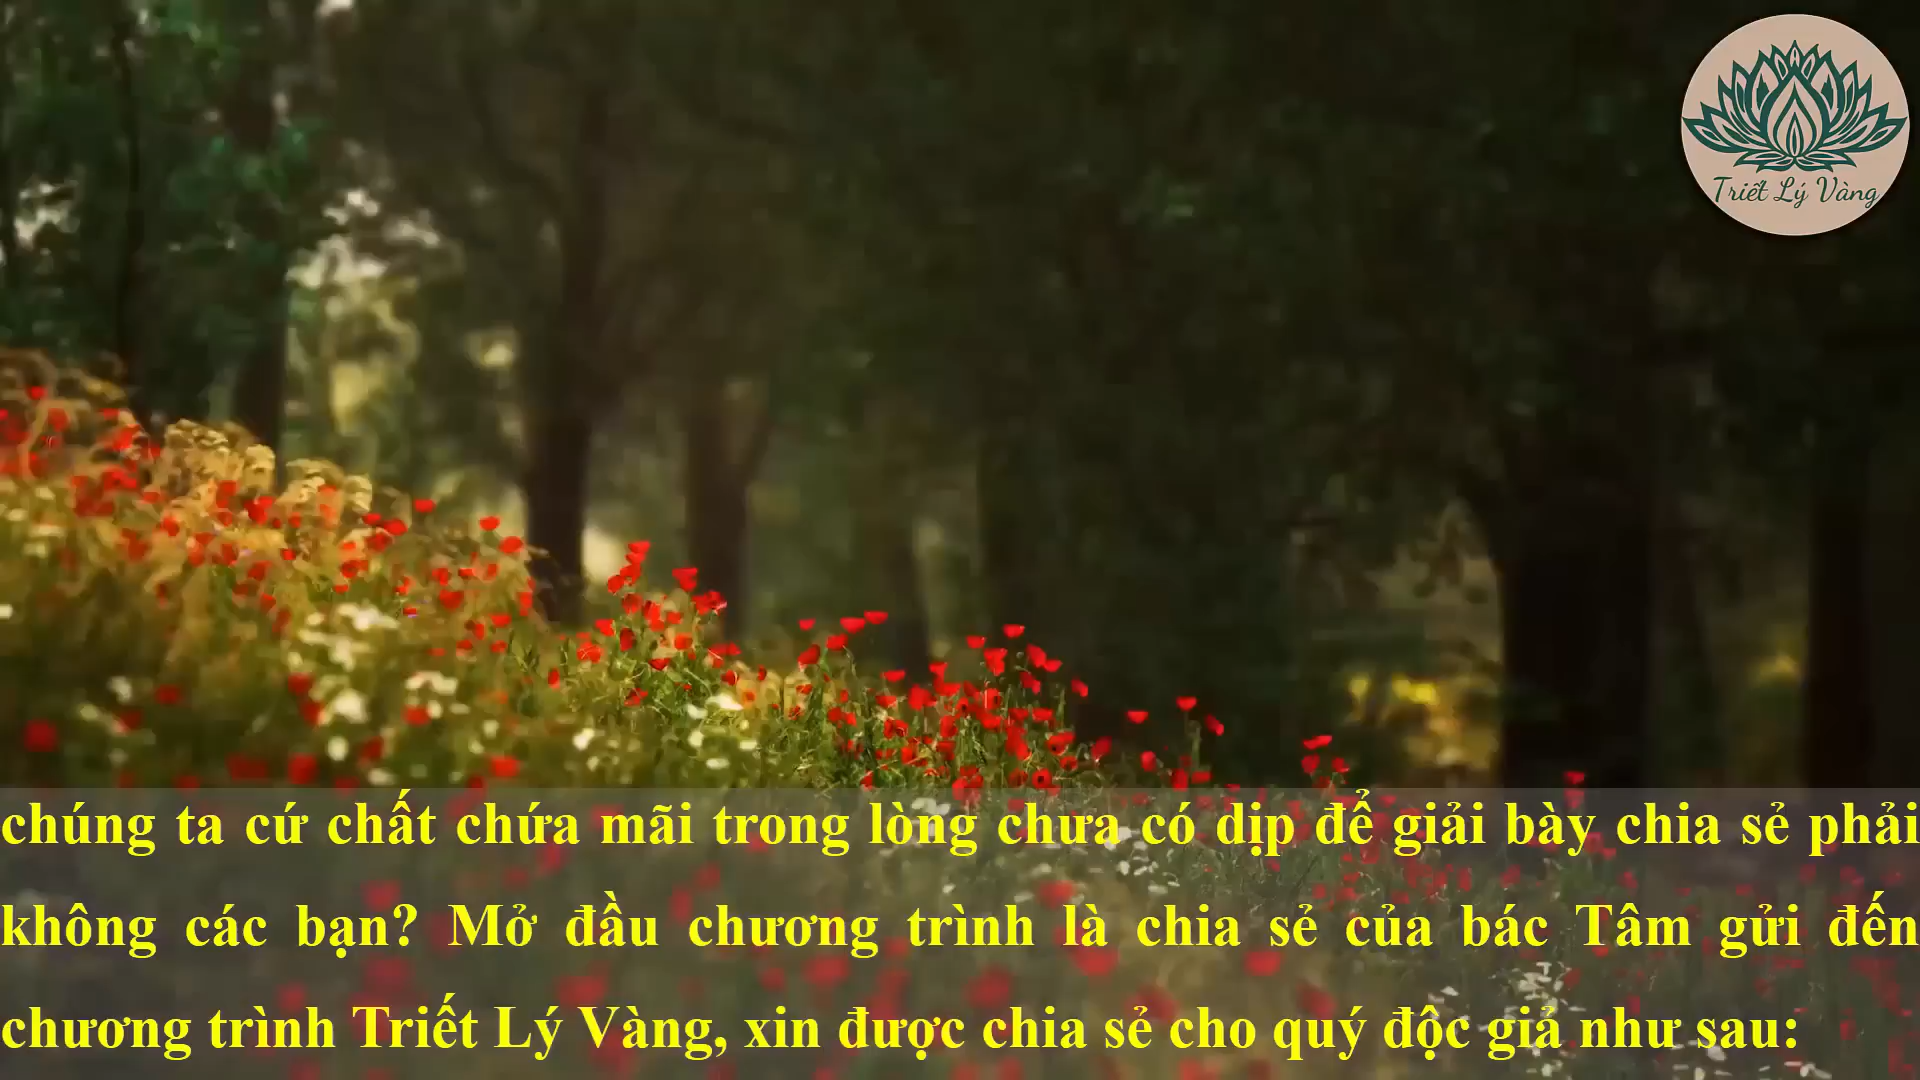 Triết Lý Vàng
chúng ta cứ chất chứa mãi trong lòng chưa có dịp để giải bày chia sẻ phải
không các bạn? Mở đầu chương trình là chia sẻ của bác Tâm gửi đến
chương trình Triết Lý Vàng, xin được chia sẻ cho quý độc giả như sau: